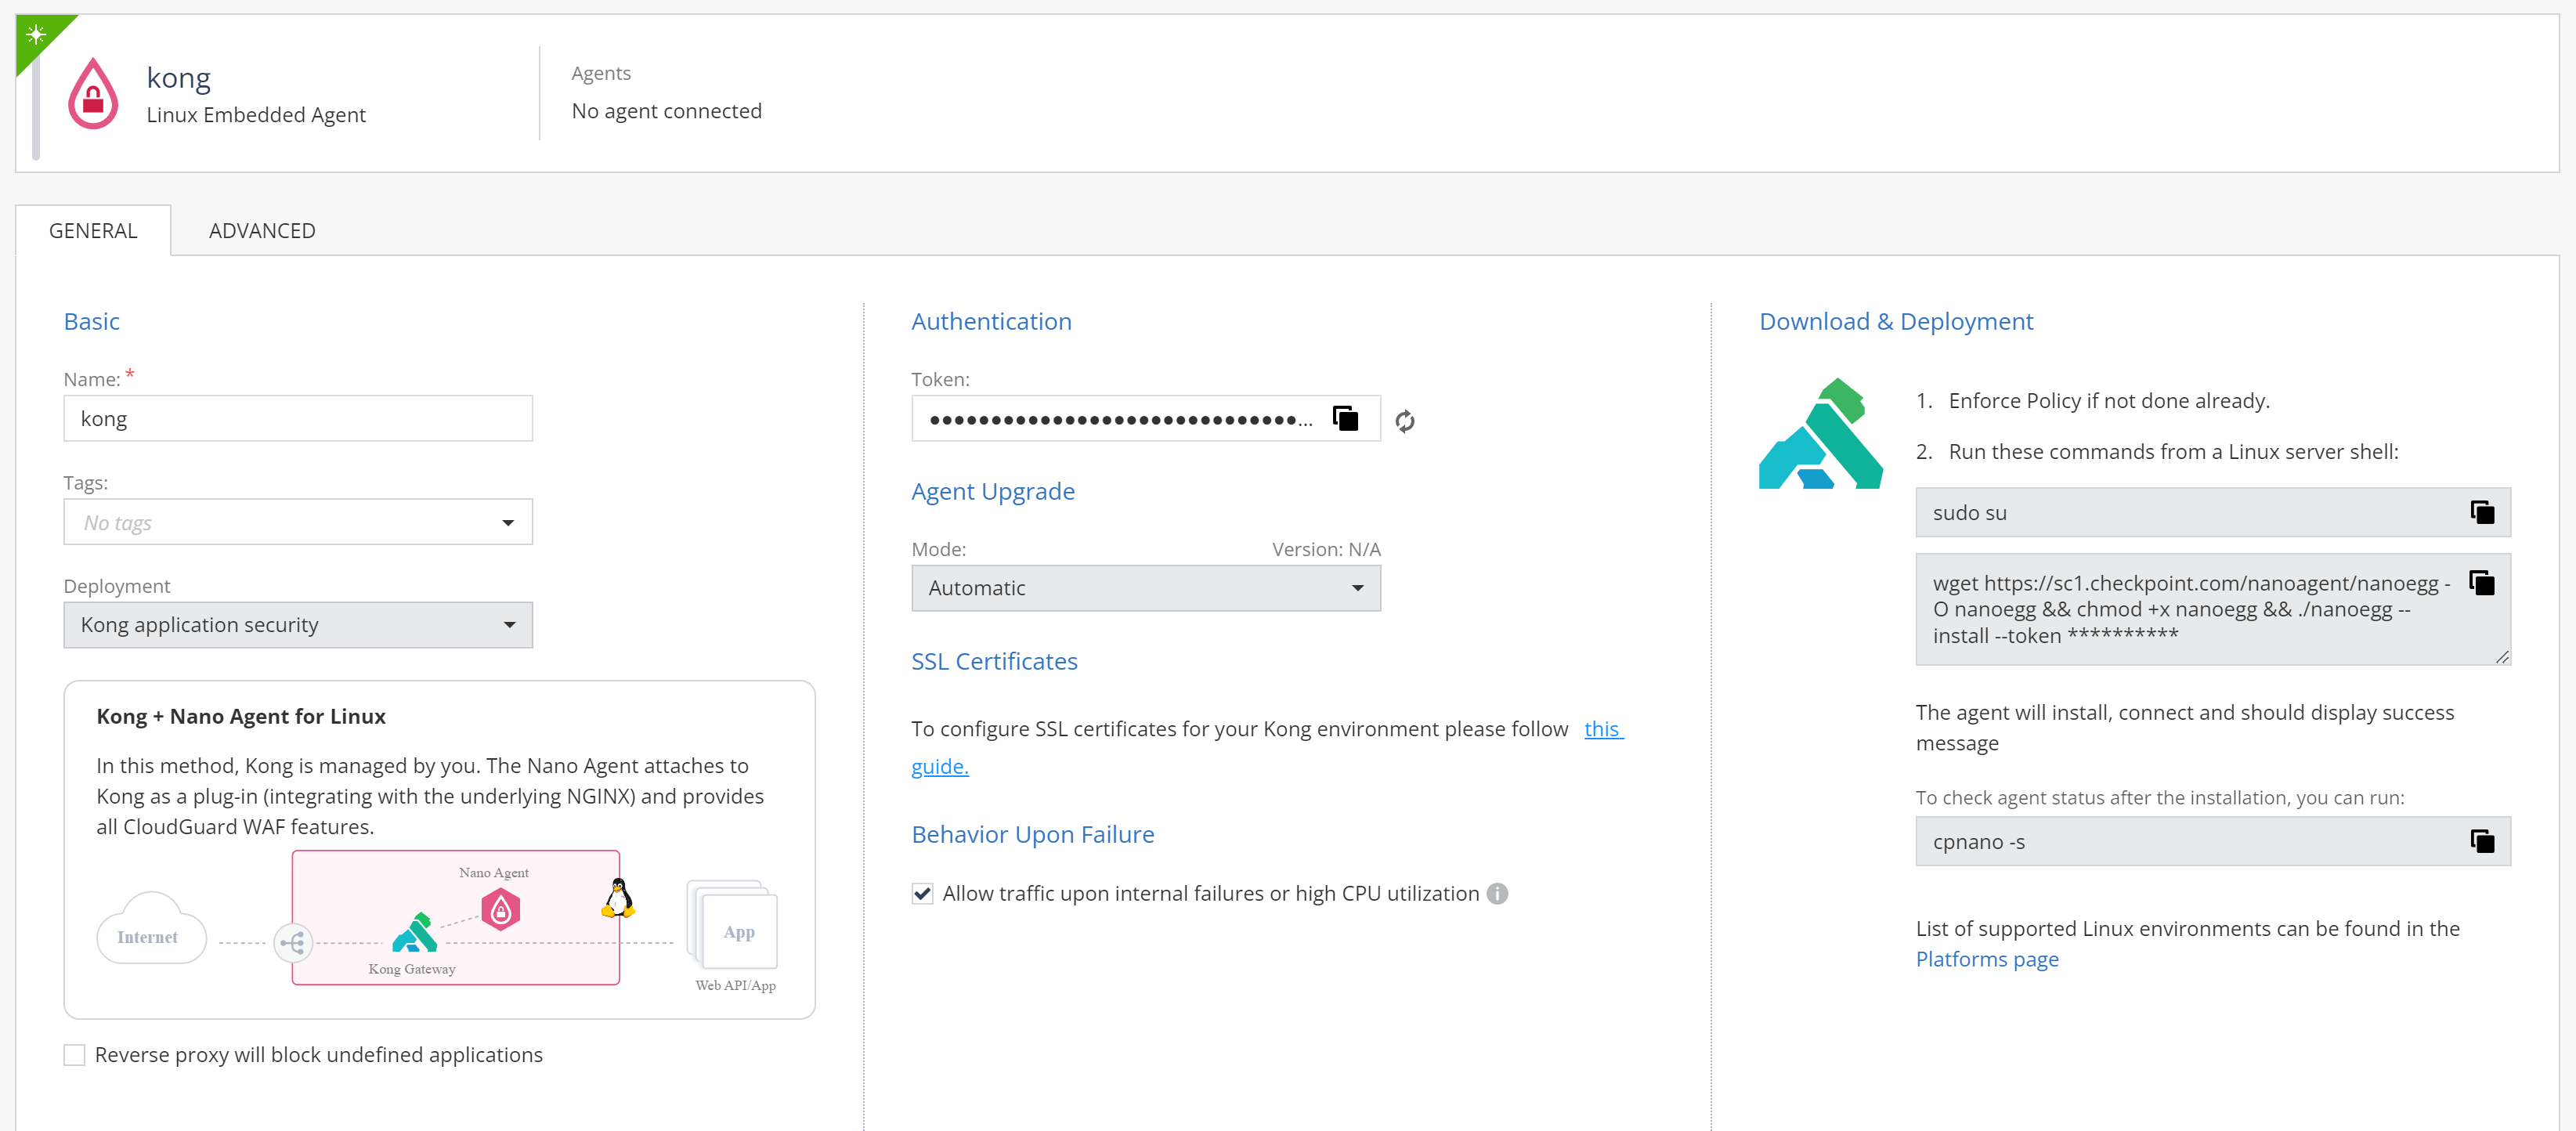 kong
Linux Embedded Agent
Agents
No agent connected
GENERAL
ADVANCED
Basic
Name: *
kong
Tags:
No tags
Deployment
Kong application security
Kong + Nano Agent for Linux
In this method, Kong is managed by you. The Nano Agent attaches to
Kong as a plug-in (integrating with the underlying NGINX) and provides
all CloudGuard WAF features.
Internet
Nano Agent
Kong Gateway
App
Web API/App
Reverse proxy will block undefined applications
Authentication
Token:
••••••••••••••••••••••••••••••...
Agent Upgrade
Mode:
Version: N/A
Automatic
SSL Certificates
To configure SSL certificates for your Kong environment please follow this
guide.
Behavior Upon Failure
Allow traffic upon internal failures or high CPU utilization
Download & Deployment
1. Enforce Policy if not done already.
2. Run these commands from a Linux server shell:
sudo su
wget https://sc1.checkpoint.com/nanoagent/nanoegg -
O nanoegg && chmod +x nanoegg && ./nanoegg --
install --token **********
The agent will install, connect and should display success
message
To check agent status after the installation, you can run:
cpnano -s
List of supported Linux environments can be found in the
Platforms page